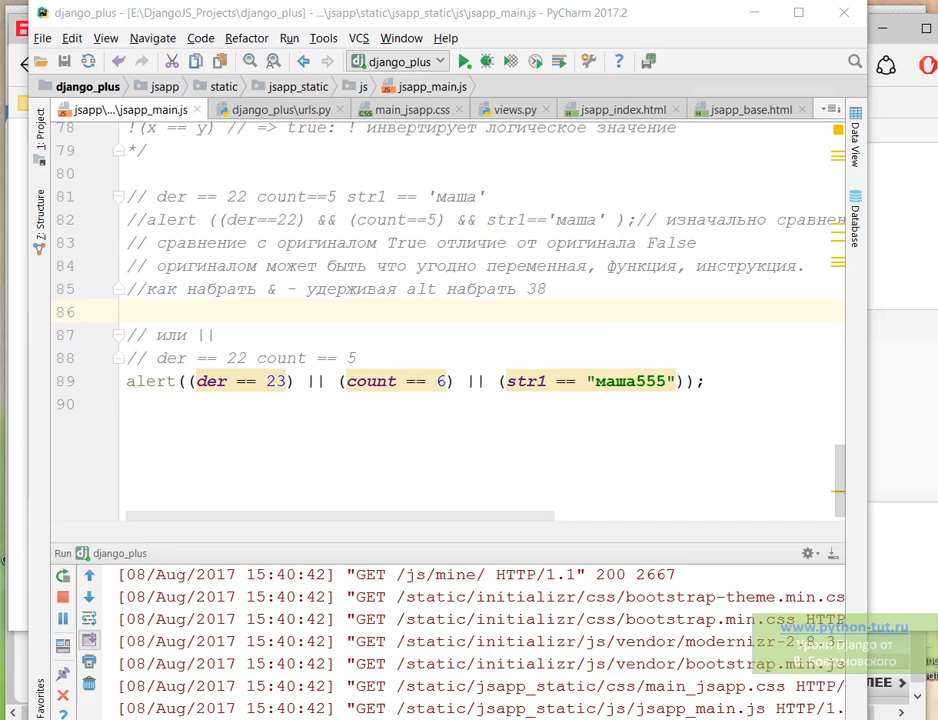 django_plus - [E:\DjangoJS_Projects\django_plus] - ...\jsapp\static\jsapp_static\js\jsapp_main.js - PyCharm 2017.2
File Edit View Navigate Code Refactor Run Tools VCS Window Help
django_plus
django_plus jsapp static jsapp_static js jsapp_main.js
jsapp\...\jsapp_main.js django_plus\urls.py main_jsapp.css views.py jsapp_index.html jsapp_base.html
1: Project
7: Structure
Favorites
Data View
Database
78 !(x == y) // => true: ! инвертирует логическое значение
79 */
80
81 // der == 22 count==5 str1 == 'маша'
82 //alert ((der==22) && (count==5) && str1=='маша' );// изначально сравнен
83 // сравнение с оригиналом True отличие от оригинала False
84 // оригиналом может быть что угодно переменная, функция, инструкция.
85 //как набрать & - удерживая alt набрать 38
86
87 // или ||
88 // der == 22 count == 5
89 alert((der == 23) || (count == 6) || (str1 == "маша555"));
90
Run django_plus
[08/Aug/2017 15:40:42] "GET /js/mine/ HTTP/1.1" 200 2667
[08/Aug/2017 15:40:42] "GET /static/initializr/css/bootstrap-theme.min.cs
[08/Aug/2017 15:40:42] "GET /static/initializr/css/bootstrap.min.css HTTP
[08/Aug/2017 15:40:42] "GET /static/initializr/js/vendor/modernizr-2.8.3-
[08/Aug/2017 15:40:42] "GET /static/initializr/js/vendor/bootstrap.min.js
[08/Aug/2017 15:40:42] "GET /static/jsapp_static/css/main_jsapp.css HTTP/
[08/Aug/2017 15:40:42] "GET /static/jsapp_static/js/jsapp_main.js HTTP/1.
www.python-tut.ru
уроки Django от
ЛЕЕ